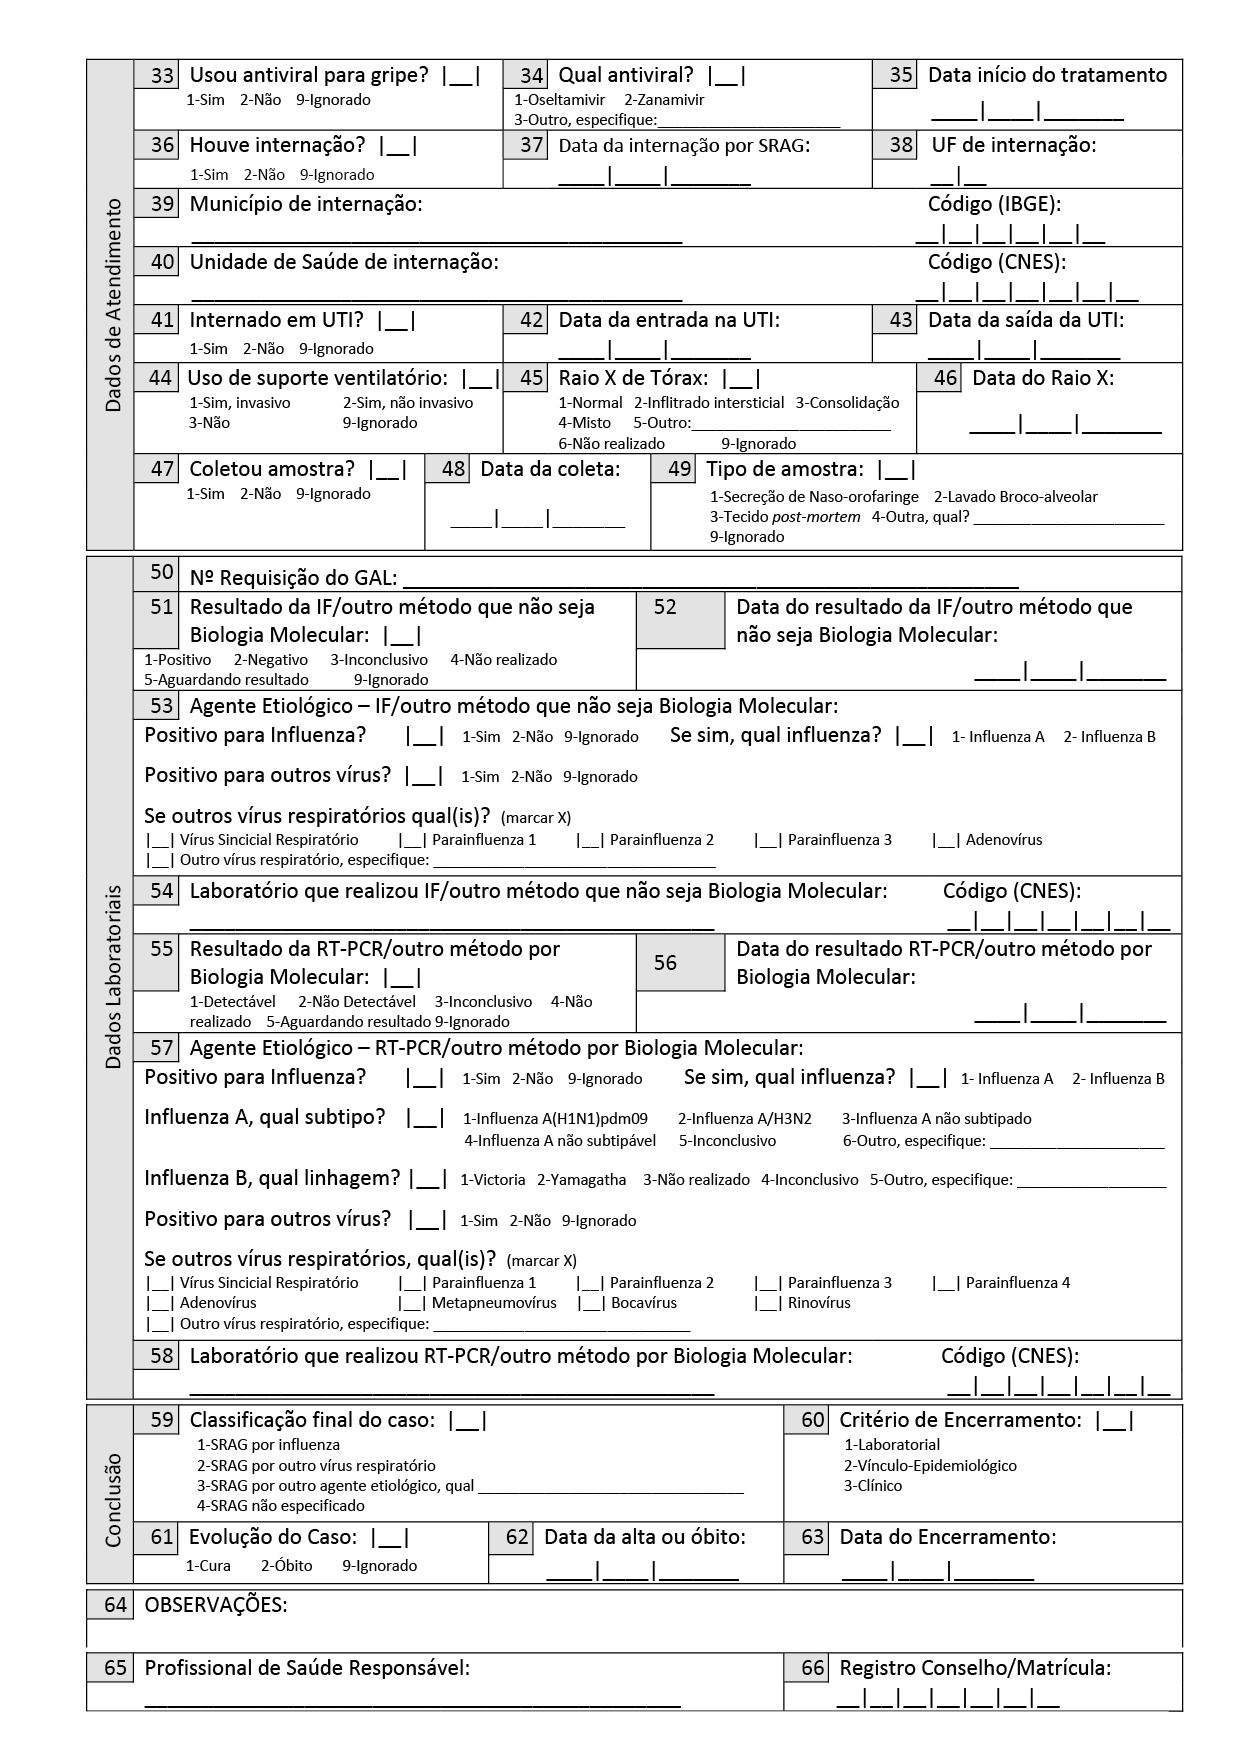 Dados de Atendimento
33 Usou antiviral para gripe? |__| 34 Qual antiviral? |__| 35 Data início do tratamento
1-Sim 2-Não 9-Ignorado 1-Oseltamivir 2-Zanamivir ____|____|_______
3-Outro, especifique:______________________
36 Houve internação? |__| 37 Data da internação por SRAG: 38 UF de internação:
1-Sim 2-Não 9-Ignorado ____|____|_______ __|__
39 Município de internação: Código (IBGE):
___________________________________________ __|__|__|__|__|__
40 Unidade de Saúde de internação: Código (CNES):
___________________________________________ __|__|__|__|__|__|__
41 Internado em UTI? |__| 42 Data da entrada na UTI: 43 Data da saída da UTI:
1-Sim 2-Não 9-Ignorado ____|____|_______ ____|____|_______
44 Uso de suporte ventilatório: |__| 45 Raio X de Tórax: |__| 46 Data do Raio X:
1-Sim, invasivo 2-Sim, não invasivo 1-Normal 2-Inflitrado intersticial 3-Consolidação
3-Não 9-Ignorado 4-Misto 5-Outro:________________________ ____|____|_______
6-Não realizado 9-Ignorado
47 Coletou amostra? |__| 48 Data da coleta: 49 Tipo de amostra: |__|
1-Sim 2-Não 9-Ignorado 1-Secreção de Naso-orofaringe 2-Lavado Broco-alveolar
____|____|_______ 3-Tecido post-mortem 4-Outra, qual? _______________________
9-Ignorado
Dados Laboratoriais
50 Nº Requisição do GAL: ______________________________________________________
51 Resultado da IF/outro método que não seja 52 Data do resultado da IF/outro método que
Biologia Molecular: |__| não seja Biologia Molecular:
1-Positivo 2-Negativo 3-Inconclusivo 4-Não realizado ____|____|_______
5-Aguardando resultado 9-Ignorado
53 Agente Etiológico – IF/outro método que não seja Biologia Molecular:
Positivo para Influenza? |__| 1-Sim 2-Não 9-Ignorado Se sim, qual influenza? |__| 1- Influenza A 2- Influenza B
Positivo para outros vírus? |__| 1-Sim 2-Não 9-Ignorado
Se outros vírus respiratórios qual(is)? (marcar X)
|__| Vírus Sincicial Respiratório |__| Parainfluenza 1 |__| Parainfluenza 2 |__| Parainfluenza 3 |__| Adenovírus
|__| Outro vírus respiratório, especifique: __________________________________
54 Laboratório que realizou IF/outro método que não seja Biologia Molecular: Código (CNES):
______________________________________________ __|__|__|__|__|__|__
55 Resultado da RT-PCR/outro método por 56 Data do resultado RT-PCR/outro método por
Biologia Molecular: |__| Biologia Molecular:
1-Detectável 2-Não Detectável 3-Inconclusivo 4-Não ____|____|_______
realizado 5-Aguardando resultado 9-Ignorado
57 Agente Etiológico – RT-PCR/outro método por Biologia Molecular:
Positivo para Influenza? |__| 1-Sim 2-Não 9-Ignorado Se sim, qual influenza? |__| 1- Influenza A 2- Influenza B
Influenza A, qual subtipo? |__| 1-Influenza A(H1N1)pdm09 2-Influenza A/H3N2 3-Influenza A não subtipado
4-Influenza A não subtipável 5-Inconclusivo 6-Outro, especifique: _____________________
Influenza B, qual linhagem? |__| 1-Victoria 2-Yamagatha 3-Não realizado 4-Inconclusivo 5-Outro, especifique: __________________
Positivo para outros vírus? |__| 1-Sim 2-Não 9-Ignorado
Se outros vírus respiratórios, qual(is)? (marcar X)
|__| Vírus Sincicial Respiratório |__| Parainfluenza 1 |__| Parainfluenza 2 |__| Parainfluenza 3 |__| Parainfluenza 4
|__| Adenovírus |__| Metapneumovírus |__| Bocavírus |__| Rinovírus
|__| Outro vírus respiratório, especifique: _______________________________
58 Laboratório que realizou RT-PCR/outro método por Biologia Molecular: Código (CNES):
______________________________________________ __|__|__|__|__|__|__
Conclusão
59 Classificação final do caso: |__| 60 Critério de Encerramento: |__|
1-SRAG por influenza 1-Laboratorial
2-SRAG por outro vírus respiratório 2-Vínculo-Epidemiológico
3-SRAG por outro agente etiológico, qual ________________________________ 3-Clínico
4-SRAG não especificado
61 Evolução do Caso: |__| 62 Data da alta ou óbito: 63 Data do Encerramento:
1-Cura 2-Óbito 9-Ignorado ____|____|_______ ____|____|_______
64 OBSERVAÇÕES:
65 Profissional de Saúde Responsável: 66 Registro Conselho/Matrícula:
_______________________________________________ __|__|__|__|__|__|__